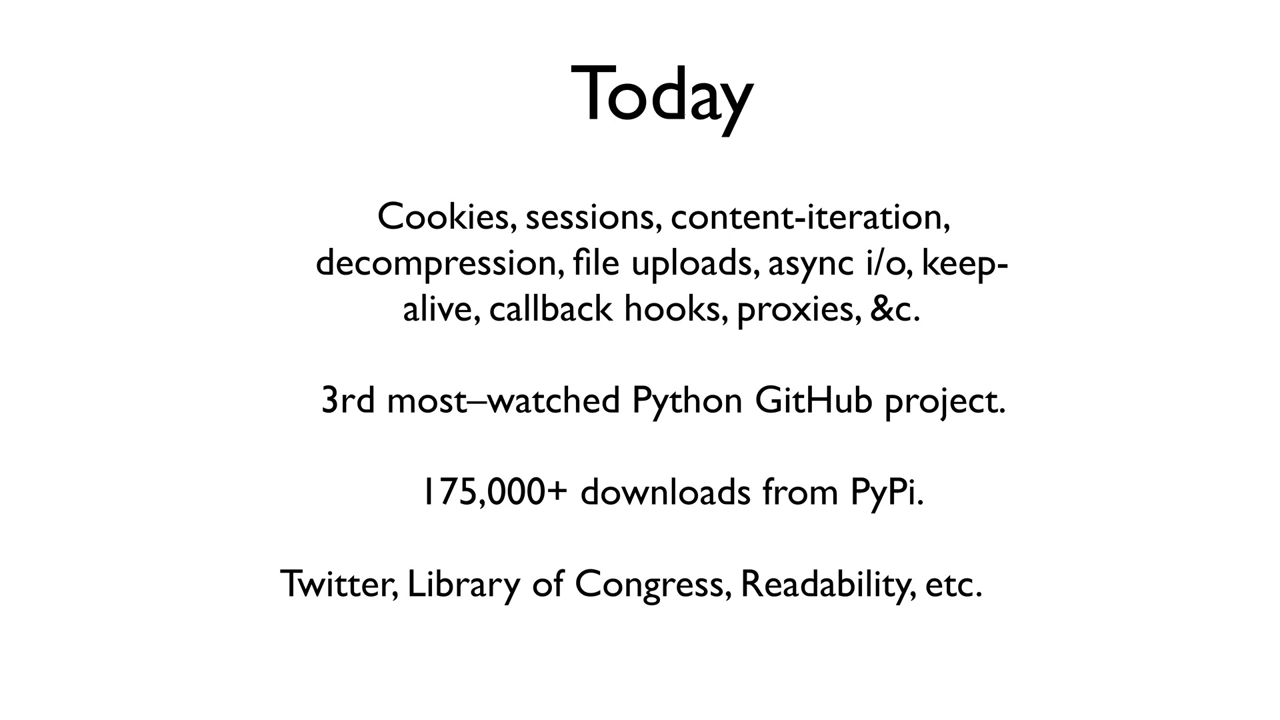 Today
Cookies, sessions, content-iteration,
decompression, file uploads, async i/o, keep-
alive, callback hooks, proxies, &c.
3rd most–watched Python GitHub project.
175,000+ downloads from PyPi.
Twitter, Library of Congress, Readability, etc.